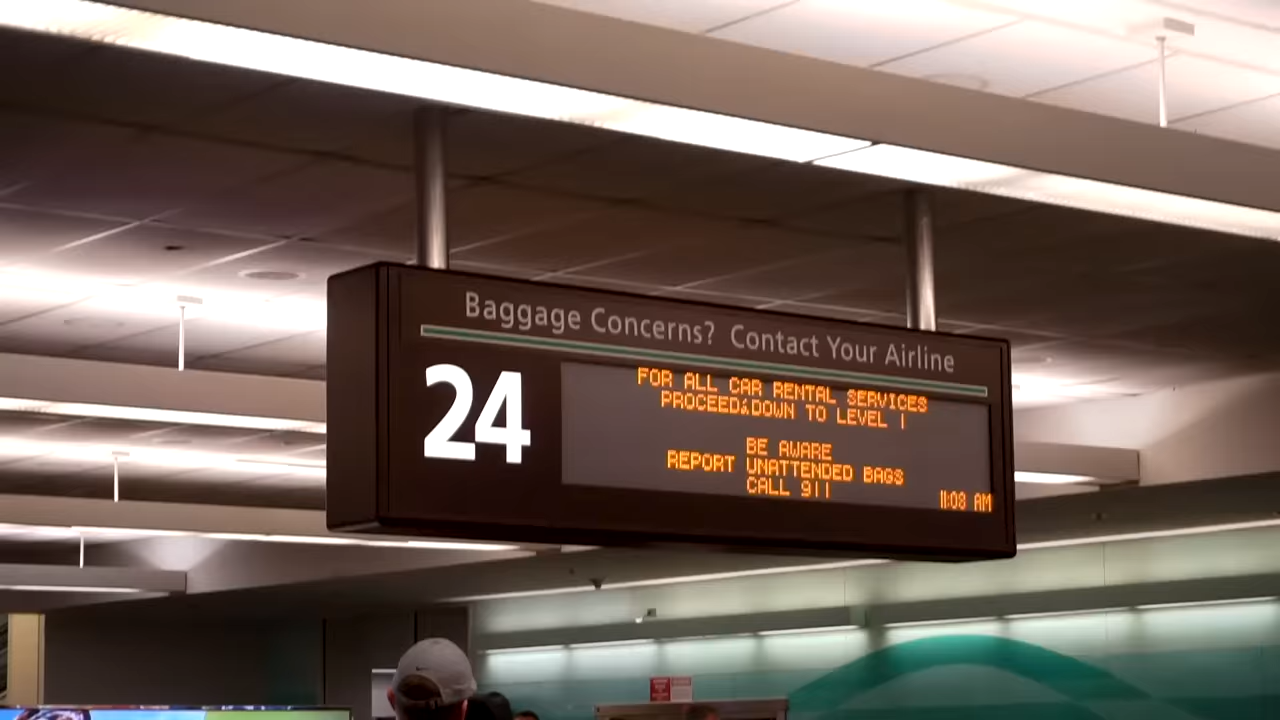 Baggage Concerns? Contact Your Airline
24
FOR ALL CAR RENTAL SERVICES
PROCEED DOWN TO LEVEL 1
BE AWARE
REPORT UNATTENDED BAGS
CALL 911
11:08 AM